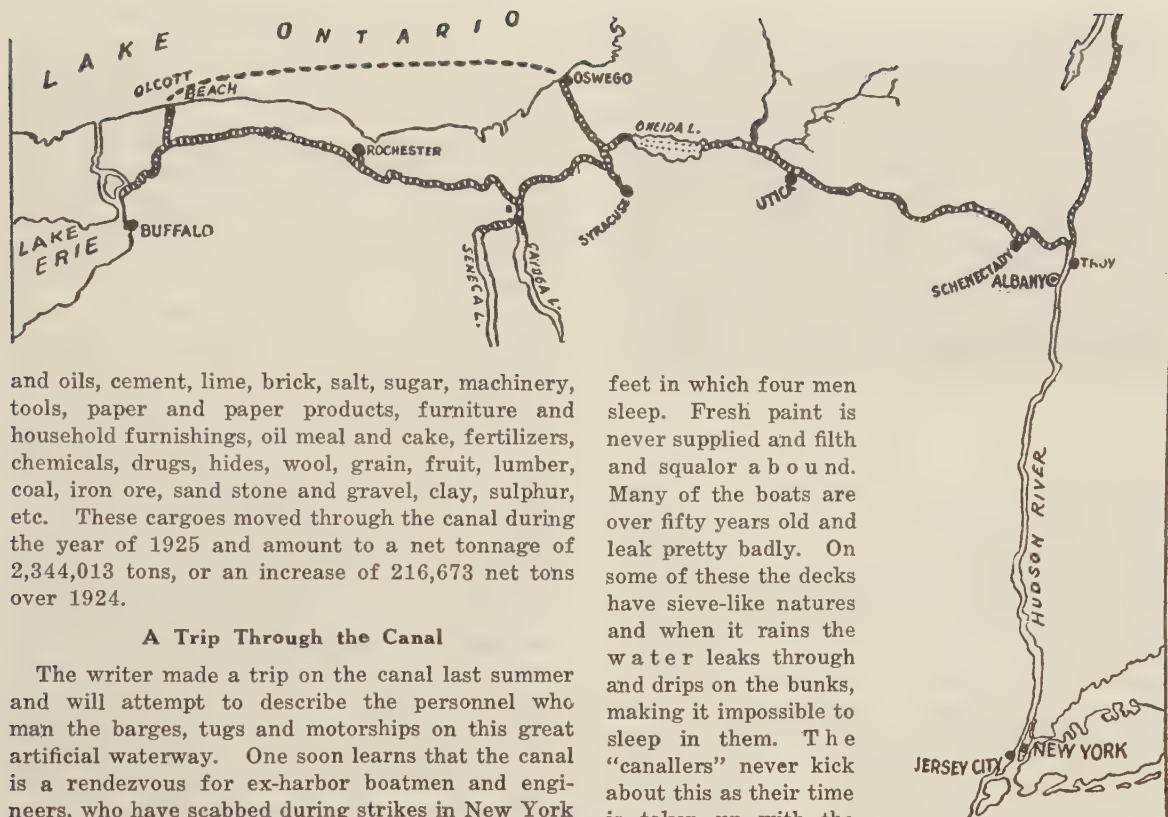 LAKE ONTARIO
OLCOTT
BEACH
OSWEGO
ONEIDA L.
ROCHESTER
UTICA
SYRACUSE
LAKE
ERIE
BUFFALO
SENECA L.
CAYUGA L.
SCHENECTADY
ALBANY
TROY
HUDSON RIVER
NEW YORK
JERSEY CITY
and oils, cement, lime, brick, salt, sugar, machinery,
tools, paper and paper products, furniture and
household furnishings, oil meal and cake, fertilizers,
chemicals, drugs, hides, wool, grain, fruit, lumber,
coal, iron ore, sand stone and gravel, clay, sulphur,
etc. These cargoes moved through the canal during
the year of 1925 and amount to a net tonnage of
2,344,013 tons, or an increase of 216,673 net tons
over 1924.
A Trip Through the Canal
The writer made a trip on the canal last summer
and will attempt to describe the personnel who
man the barges, tugs and motorships on this great
artificial waterway. One soon learns that the canal
is a rendezvous for ex-harbor boatmen and engi-
neers, who have scabbed during strikes in New York
feet in which four men
sleep. Fresh paint is
never supplied and filth
and squalor abound.
Many of the boats are
over fifty years old and
leak pretty badly. On
some of these the decks
have sieve-like natures
and when it rains the
water leaks through
and drips on the bunks,
making it impossible to
sleep in them. The
“canallers” never kick
about this as their time
is taken up with the